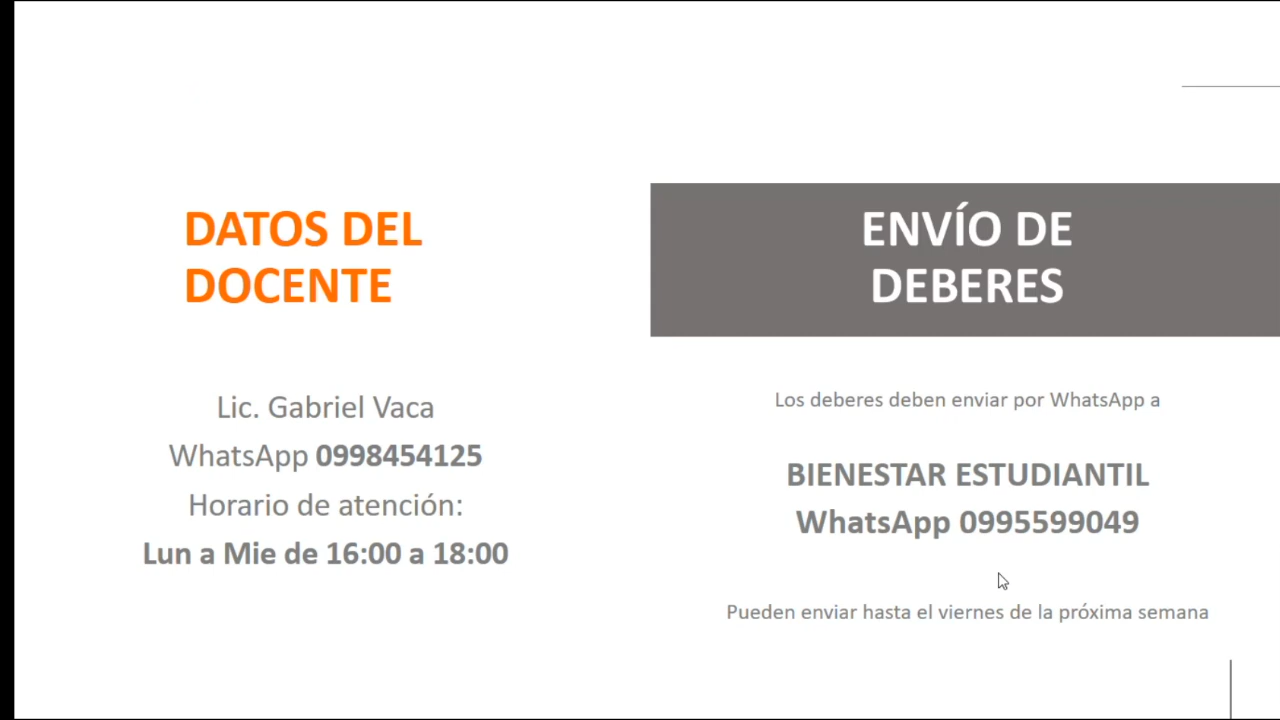 DATOS DEL
DOCENTE
Lic. Gabriel Vaca
WhatsApp 0998454125
Horario de atención:
Lun a Mie de 16:00 a 18:00
ENVÍO DE
DEBERES
Los deberes deben enviar por WhatsApp a
BIENESTAR ESTUDIANTIL
WhatsApp 0995599049
Pueden enviar hasta el viernes de la próxima semana